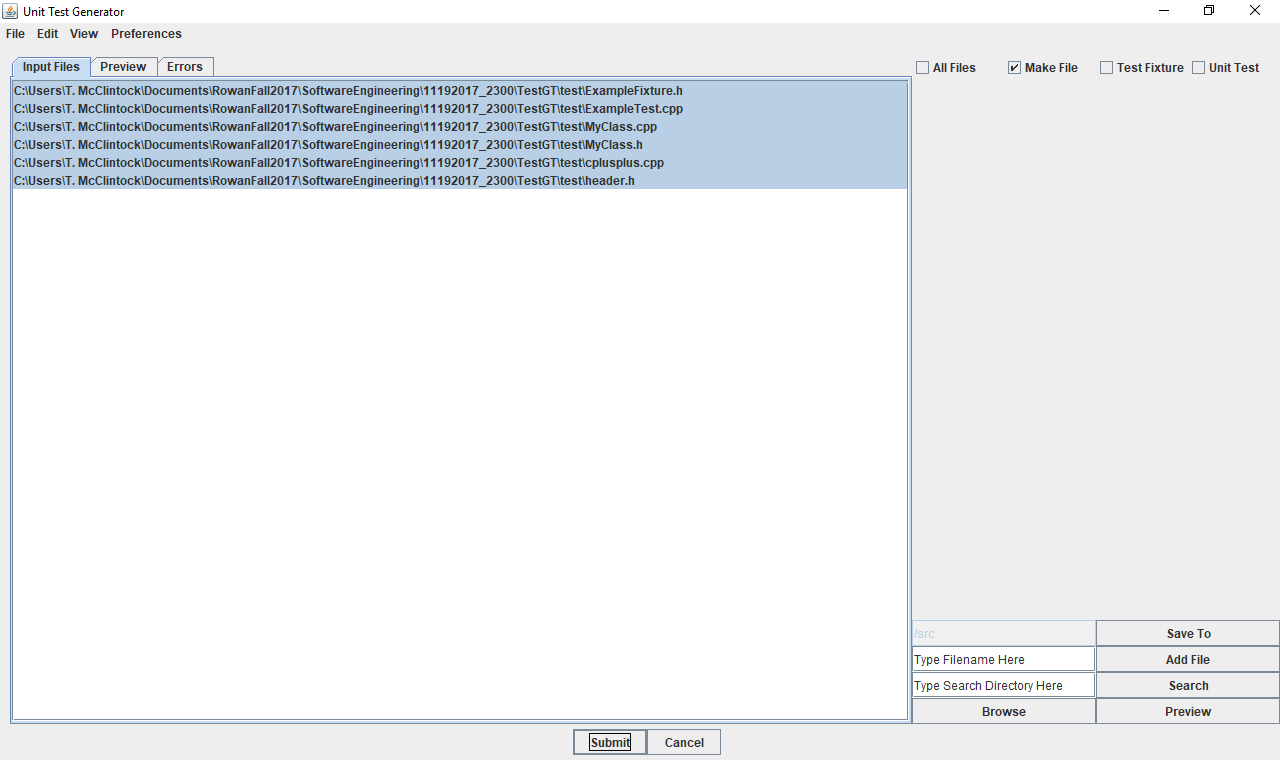 Unit Test Generator
File Edit View Preferences
Input Files Preview Errors
All Files Make File Test Fixture Unit Test
C:\Users\T. McClintock\Documents\RowanFall2017\SoftwareEngineering\11192017_2300\TestGT\test\ExampleFixture.h
C:\Users\T. McClintock\Documents\RowanFall2017\SoftwareEngineering\11192017_2300\TestGT\test\ExampleTest.cpp
C:\Users\T. McClintock\Documents\RowanFall2017\SoftwareEngineering\11192017_2300\TestGT\test\MyClass.cpp
C:\Users\T. McClintock\Documents\RowanFall2017\SoftwareEngineering\11192017_2300\TestGT\test\MyClass.h
C:\Users\T. McClintock\Documents\RowanFall2017\SoftwareEngineering\11192017_2300\TestGT\test\cplusplus.cpp
C:\Users\T. McClintock\Documents\RowanFall2017\SoftwareEngineering\11192017_2300\TestGT\test\header.h
/src Save To
Type Filename Here Add File
Type Search Directory Here Search
Browse Preview
Submit Cancel